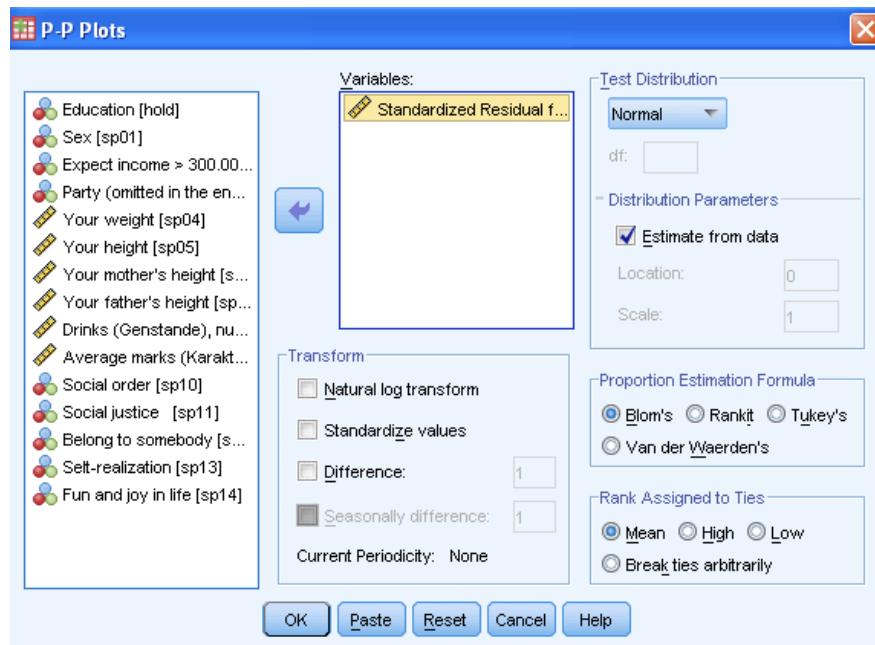 P-P Plots
Education [hold]
Sex [sp01]
Expect income > 300.00...
Party (omitted in the en...
Your weight [sp04]
Your height [sp05]
Your mother's height [s...
Your father's height [sp...
Drinks (Genstande), nu...
Average marks (Karakt...
Social order [sp10]
Social justice [sp11]
Belong to somebody [s...
Self-realization [sp13]
Fun and joy in life [sp14]
Variables:
Standardized Residual f...
Transform
Natural log transform
Standardize values
Difference: 1
Seasonally difference: 1
Current Periodicity: None
Test Distribution
Normal
df:
Distribution Parameters
Estimate from data
Location: 0
Scale: 1
Proportion Estimation Formula
Blom's Rankit Tukey's
Van der Waerden's
Rank Assigned to Ties
Mean High Low
Break ties arbitrarily
OK Paste Reset Cancel Help